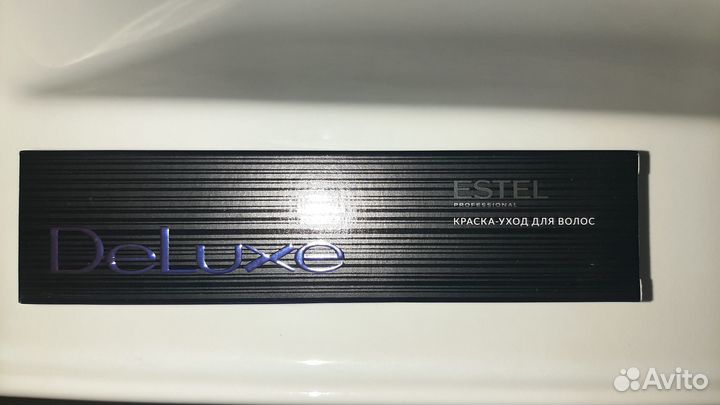 ESTEL
PROFESSIONAL
КРАСКА-УХОД ДЛЯ ВОЛОС
DeLuxe
Avito